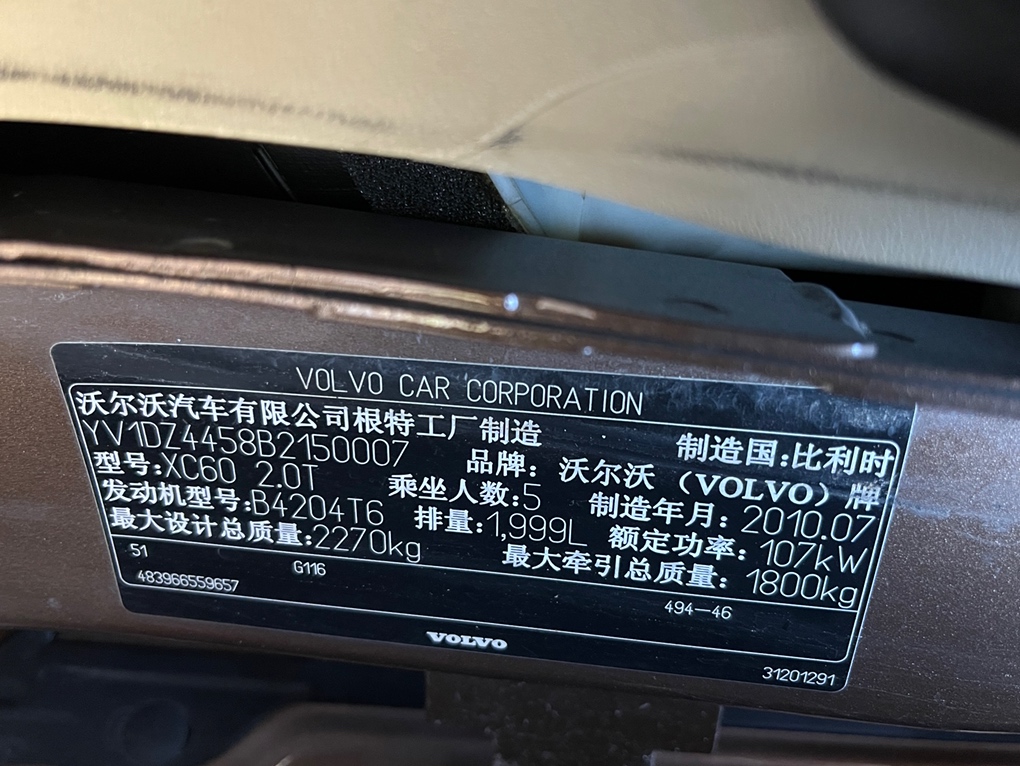 VOLVO CAR CORPORATION
沃尔沃汽车有限公司根特工厂制造 制造国:比利时
YV1DZ4458B2150007 品牌: 沃尔沃（VOLVO）牌
型号:XC60 2.0T 乘坐人数:5 制造年月: 2010.07
发动机型号:B4204T6 排量:1,999L 额定功率: 107kW
最大设计总质量:2270kg 最大牵引总质量: 1800kg
51 G116 494-46
483966559657
VOLVO
31201291